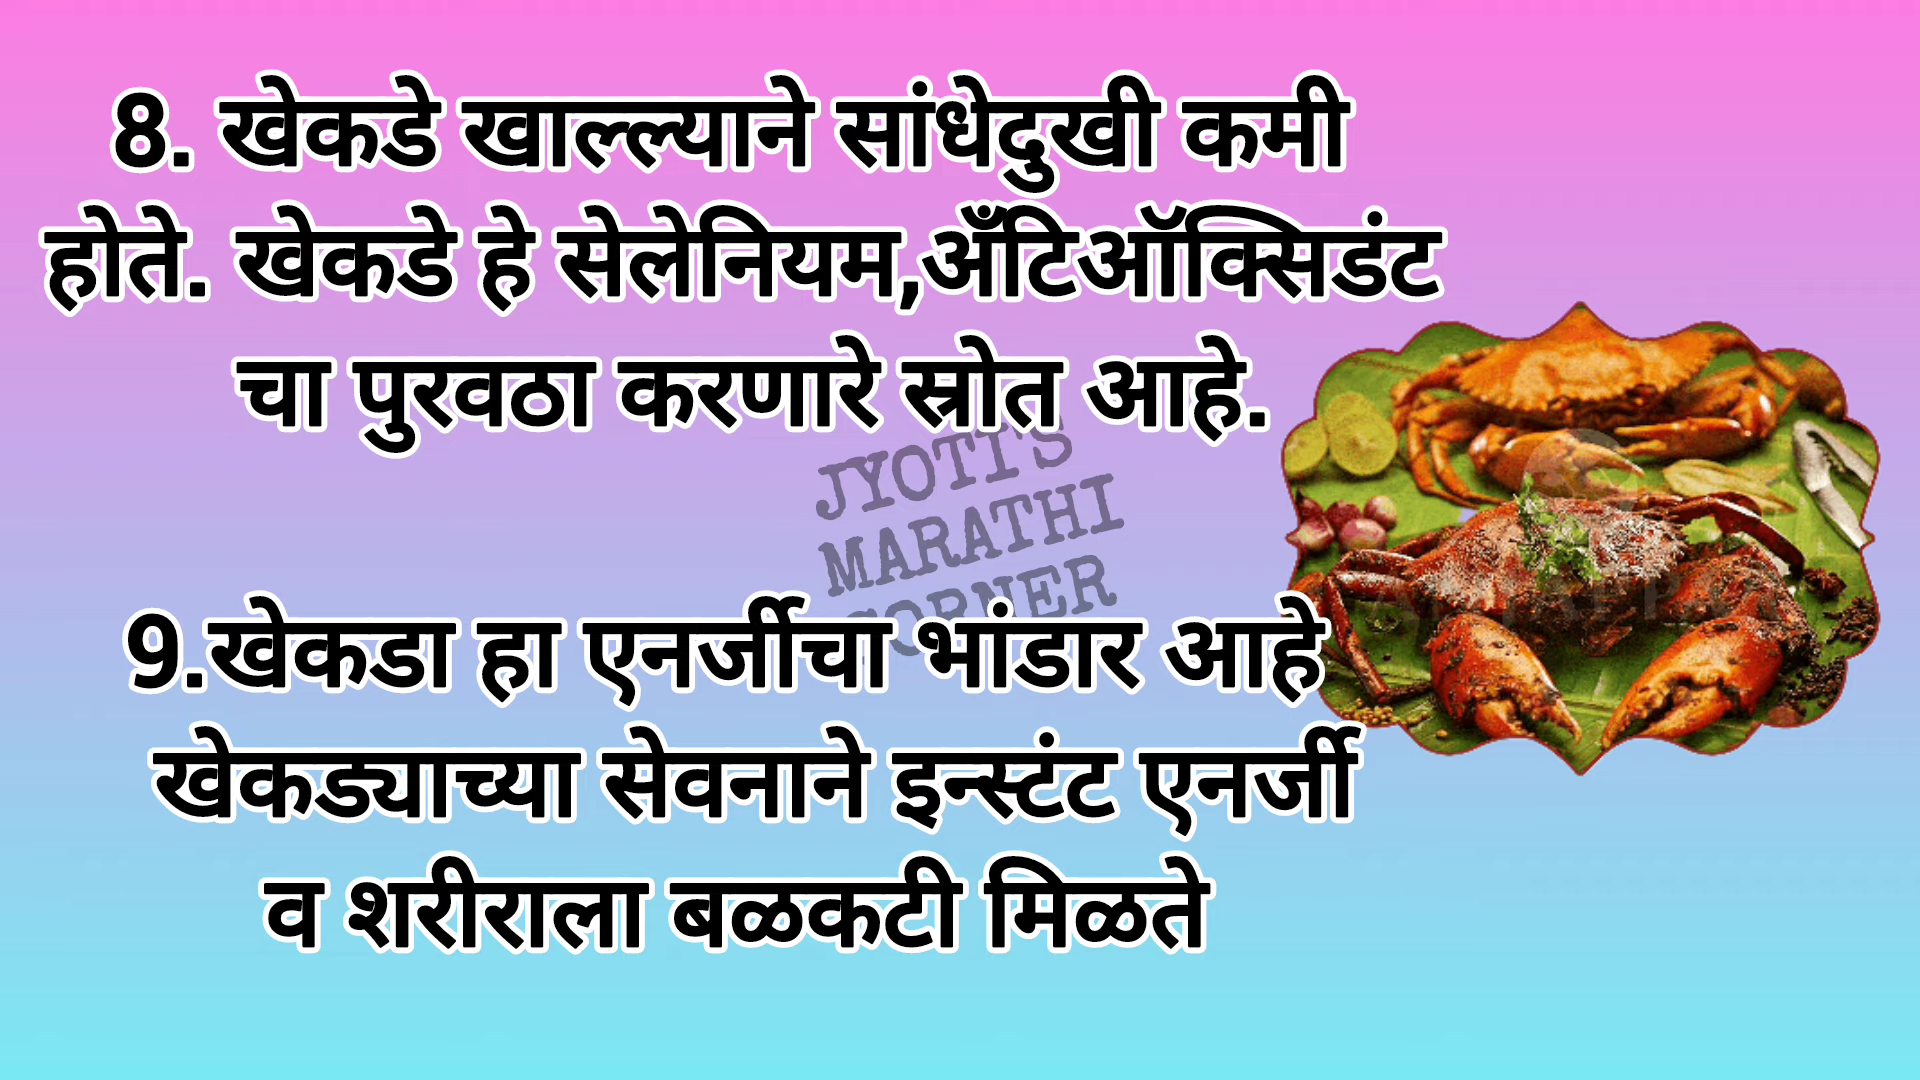 8. खेकडे खाल्ल्याने सांधेदुखी कमी
होते. खेकडे हे सेलेनियम,अँटिऑक्सिडंट
चा पुरवठा करणारे स्रोत आहे.
JYOTI'S
MARATHI
CORNER
9.खेकडा हा एनर्जीचा भांडार आहे
खेकड्याच्या सेवनाने इन्स्टंट एनर्जी
व शरीराला बळकटी मिळते